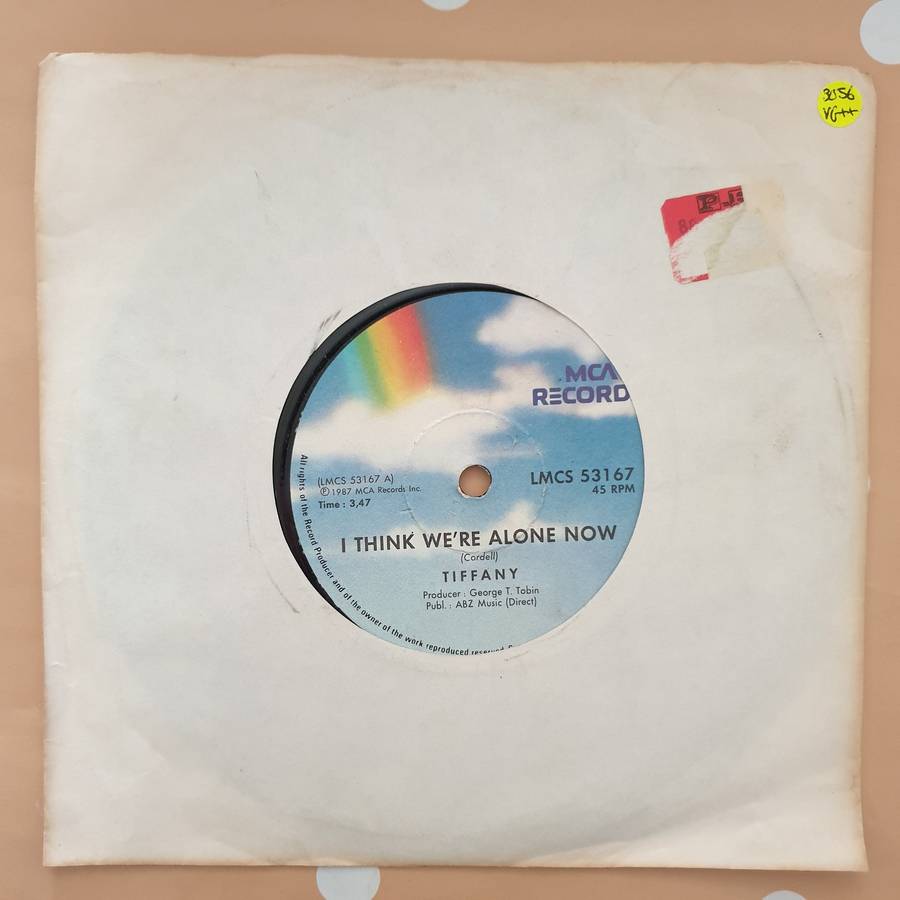 VG++
MCA
RECORD
(LMCS 53167 A)
Ⓟ 1987 MCA Records Inc.
Time : 3,47
LMCS 53167
45 RPM
I THINK WE'RE ALONE NOW
(Cordell)
TIFFANY
Producer : George T. Tobin
Publ. : ABZ Music (Direct)
All rights of the Record Producer and of the owner of the work reproduced reserved